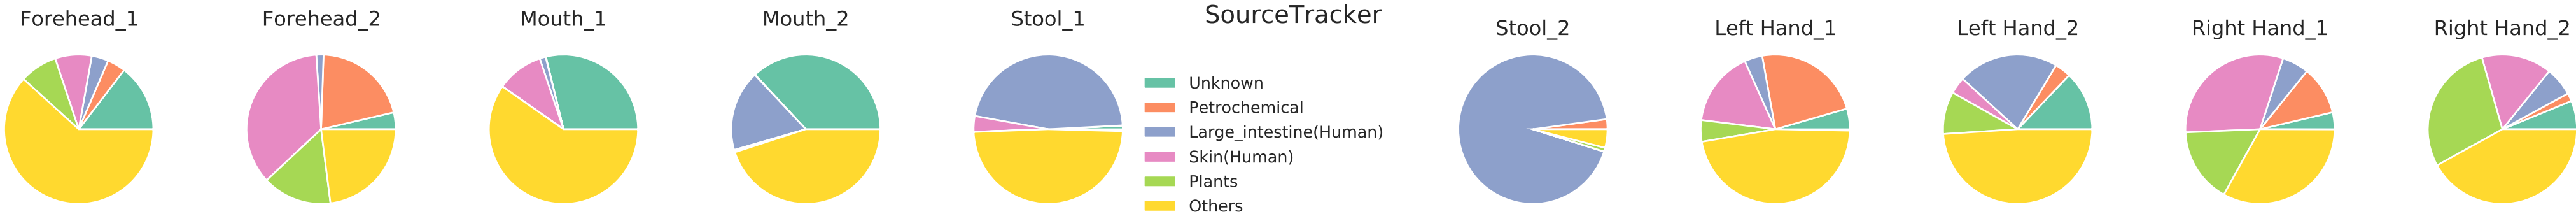 SourceTracker
Forehead_1
Forehead_2
Mouth_1
Mouth_2
Stool_1
Unknown
Petrochemical
Large_intestine(Human)
Skin(Human)
Plants
Others
Stool_2
Left Hand_1
Left Hand_2
Right Hand_1
Right Hand_2